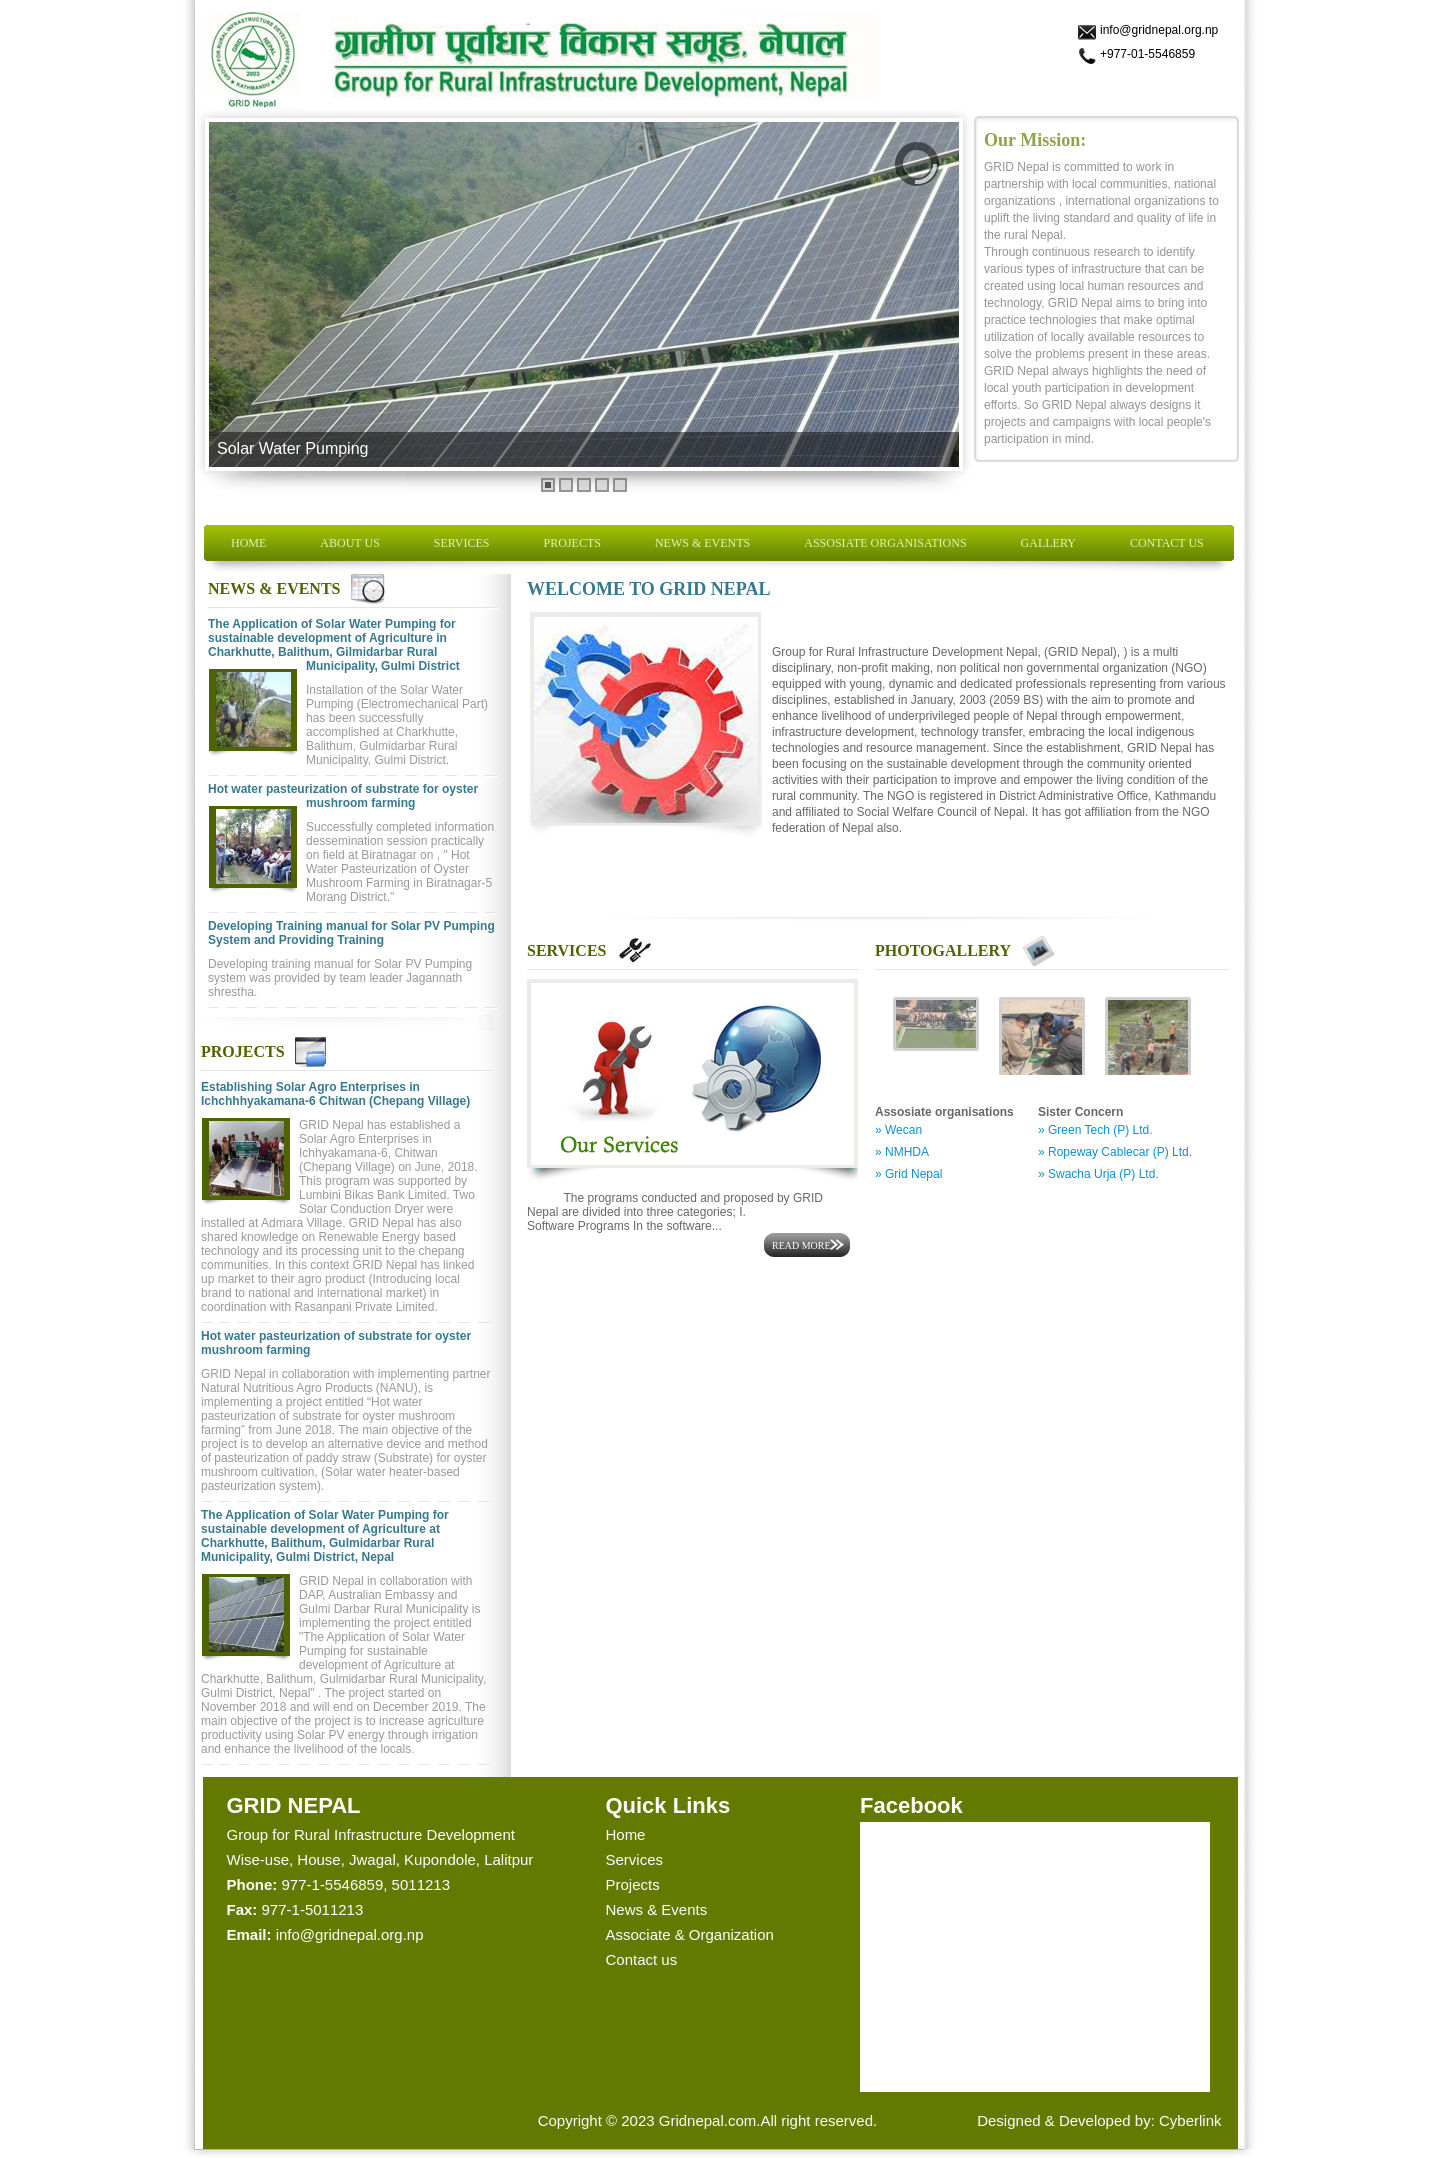 GROUP FOR RURAL INFRASTRUCTURE DEVELOPMENT, NEPAL
GRID NEPAL
2003
KATHMANDU
GRID Nepal
ग्रामीण पूर्वाधार विकास समूह, नेपाल
Group for Rural Infrastructure Development, Nepal
info@gridnepal.org.np
+977-01-5546859
Solar Water Pumping
Our Mission:
GRID Nepal is committed to work in
partnership with local communities, national
organizations , international organizations to
uplift the living standard and quality of life in
the rural Nepal.
Through continuous research to identify
various types of infrastructure that can be
created using local human resources and
technology, GRID Nepal aims to bring into
practice technologies that make optimal
utilization of locally available resources to
solve the problems present in these areas.
GRID Nepal always highlights the need of
local youth participation in development
efforts. So GRID Nepal always designs it
projects and campaigns with local people's
participation in mind.
HOME
ABOUT US
SERVICES
PROJECTS
NEWS & EVENTS
ASSOSIATE ORGANISATIONS
GALLERY
CONTACT US
NEWS & EVENTS
The Application of Solar Water Pumping for
sustainable development of Agriculture in
Charkhutte, Balithum, Gilmidarbar Rural
Municipality, Gulmi District
Installation of the Solar Water
Pumping (Electromechanical Part)
has been successfully
accomplished at Charkhutte,
Balithum, Gulmidarbar Rural
Municipality, Gulmi District.
Hot water pasteurization of substrate for oyster
mushroom farming
Successfully completed information
dessemination session practically
on field at Biratnagar on , " Hot
Water Pasteurization of Oyster
Mushroom Farming in Biratnagar-5
Morang District."
Developing Training manual for Solar PV Pumping
System and Providing Training
Developing training manual for Solar PV Pumping
system was provided by team leader Jagannath
shrestha.
PROJECTS
Establishing Solar Agro Enterprises in
Ichchhhyakamana-6 Chitwan (Chepang Village)
GRID Nepal has established a
Solar Agro Enterprises in
Ichhyakamana-6, Chitwan
(Chepang Village) on June, 2018.
This program was supported by
Lumbini Bikas Bank Limited. Two
Solar Conduction Dryer were
installed at Admara Village. GRID Nepal has also
shared knowledge on Renewable Energy based
technology and its processing unit to the chepang
communities. In this context GRID Nepal has linked
up market to their agro product (Introducing local
brand to national and international market) in
coordination with Rasanpani Private Limited.
Hot water pasteurization of substrate for oyster
mushroom farming
GRID Nepal in collaboration with implementing partner
Natural Nutritious Agro Products (NANU), is
implementing a project entitled “Hot water
pasteurization of substrate for oyster mushroom
farming” from June 2018. The main objective of the
project is to develop an alternative device and method
of pasteurization of paddy straw (Substrate) for oyster
mushroom cultivation, (Solar water heater-based
pasteurization system).
The Application of Solar Water Pumping for
sustainable development of Agriculture at
Charkhutte, Balithum, Gulmidarbar Rural
Municipality, Gulmi District, Nepal
GRID Nepal in collaboration with
DAP, Australian Embassy and
Gulmi Darbar Rural Municipality is
implementing the project entitled
"The Application of Solar Water
Pumping for sustainable
development of Agriculture at
Charkhutte, Balithum, Gulmidarbar Rural Municipality,
Gulmi District, Nepal" . The project started on
November 2018 and will end on December 2019. The
main objective of the project is to increase agriculture
productivity using Solar PV energy through irrigation
and enhance the livelihood of the locals.
WELCOME TO GRID NEPAL
Group for Rural Infrastructure Development Nepal, (GRID Nepal), ) is a multi
disciplinary, non-profit making, non political non governmental organization (NGO)
equipped with young, dynamic and dedicated professionals representing from various
disciplines, established in January, 2003 (2059 BS) with the aim to promote and
enhance livelihood of underprivileged people of Nepal through empowerment,
infrastructure development, technology transfer, embracing the local indigenous
technologies and resource management. Since the establishment, GRID Nepal has
been focusing on the sustainable development through the community oriented
activities with their participation to improve and empower the living condition of the
rural community. The NGO is registered in District Administrative Office, Kathmandu
and affiliated to Social Welfare Council of Nepal. It has got affiliation from the NGO
federation of Nepal also.
SERVICES
Our Services
The programs conducted and proposed by GRID
Nepal are divided into three categories; I.
Software Programs In the software...
READ MORE
PHOTOGALLERY
Assosiate organisations
» Wecan
» NMHDA
» Grid Nepal
Sister Concern
» Green Tech (P) Ltd.
» Ropeway Cablecar (P) Ltd.
» Swacha Urja (P) Ltd.
GRID NEPAL
Group for Rural Infrastructure Development
Wise-use, House, Jwagal, Kupondole, Lalitpur
Phone: 977-1-5546859, 5011213
Fax: 977-1-5011213
Email: info@gridnepal.org.np
Quick Links
Home
Services
Projects
News & Events
Associate & Organization
Contact us
Facebook
Copyright © 2023 Gridnepal.com.All right reserved.
Designed & Developed by: Cyberlink